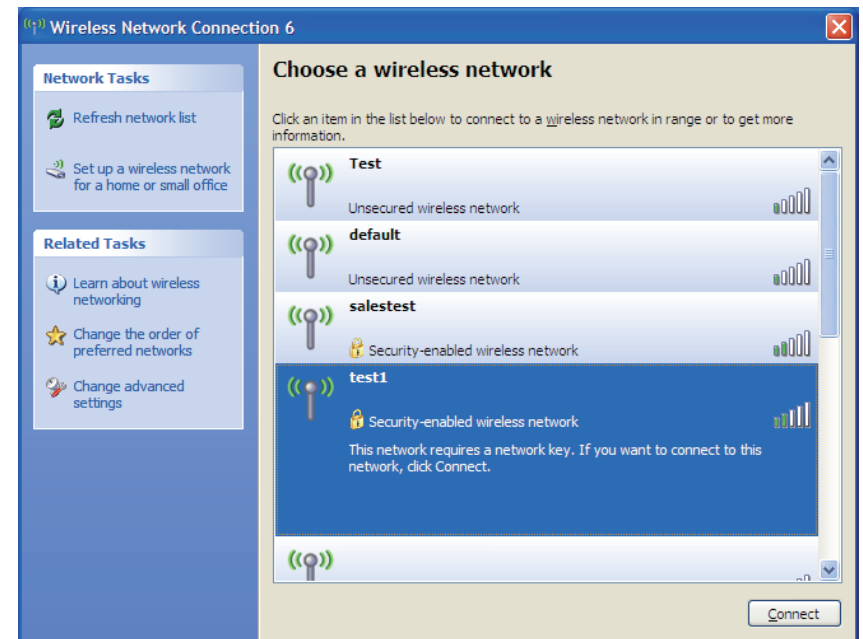 Wireless Network Connection 6
Network Tasks
Refresh network list
Set up a wireless network
for a home or small office
Related Tasks
Learn about wireless
networking
Change the order of
preferred networks
Change advanced
settings
Choose a wireless network
Click an item in the list below to connect to a wireless network in range or to get more
information.
Test
Unsecured wireless network
default
Unsecured wireless network
salestest
Security-enabled wireless network
test1
Security-enabled wireless network
This network requires a network key. If you want to connect to this
network, click Connect.
Connect